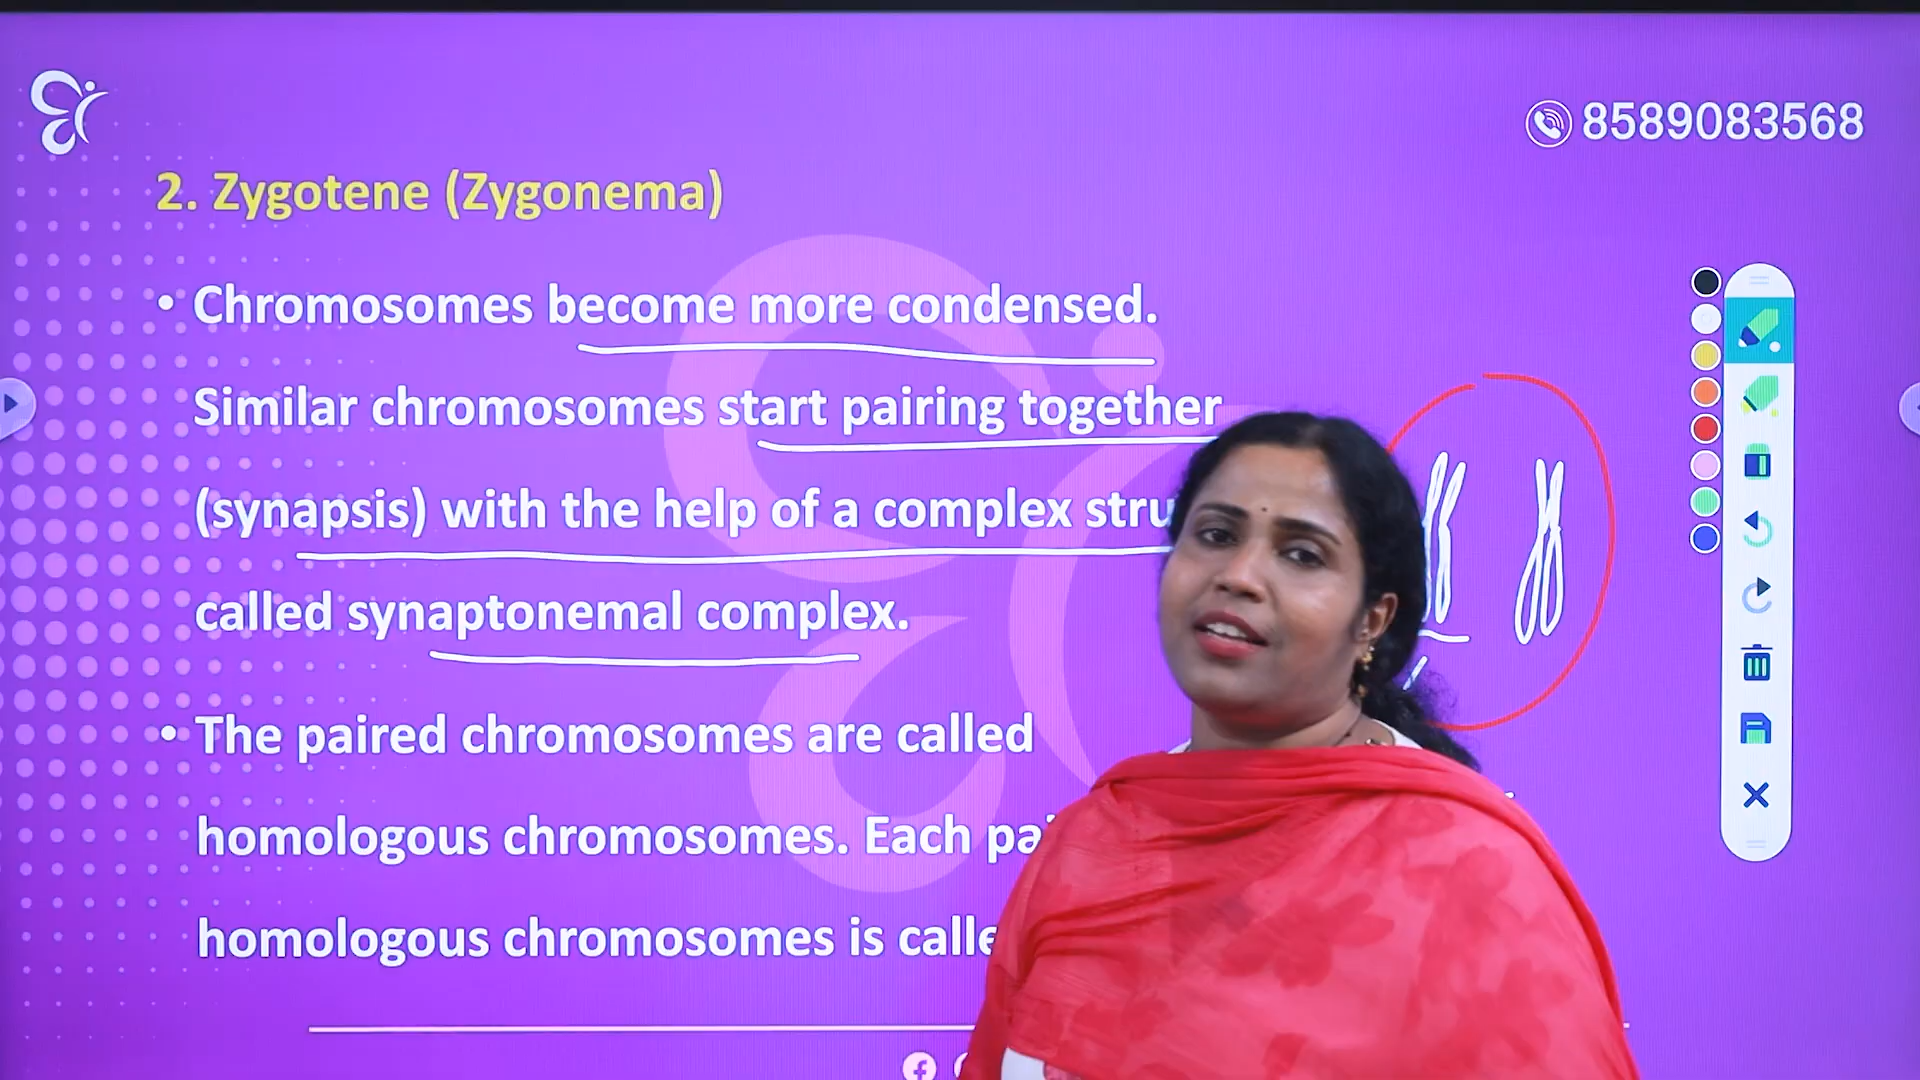 8589083568
2. Zygotene (Zygonema)
• Chromosomes become more condensed.
Similar chromosomes start pairing together
(synapsis) with the help of a complex stru
called synaptonemal complex.
• The paired chromosomes are called
homologous chromosomes. Each pai
homologous chromosomes is calle